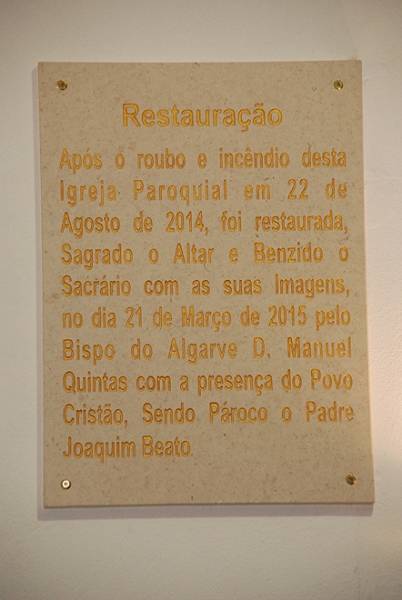 Restauração
Após o roubo e incêndio desta
Igreja Paroquial em 22 de
Agosto de 2014, foi restaurada,
Sagrado o Altar e Benzido o
Sacrário com as suas Imagens,
no dia 21 de Março de 2015 pelo
Bispo do Algarve D. Manuel
Quintas com a presença do Povo
Cristão, Sendo Pároco o Padre
Joaquim Beato